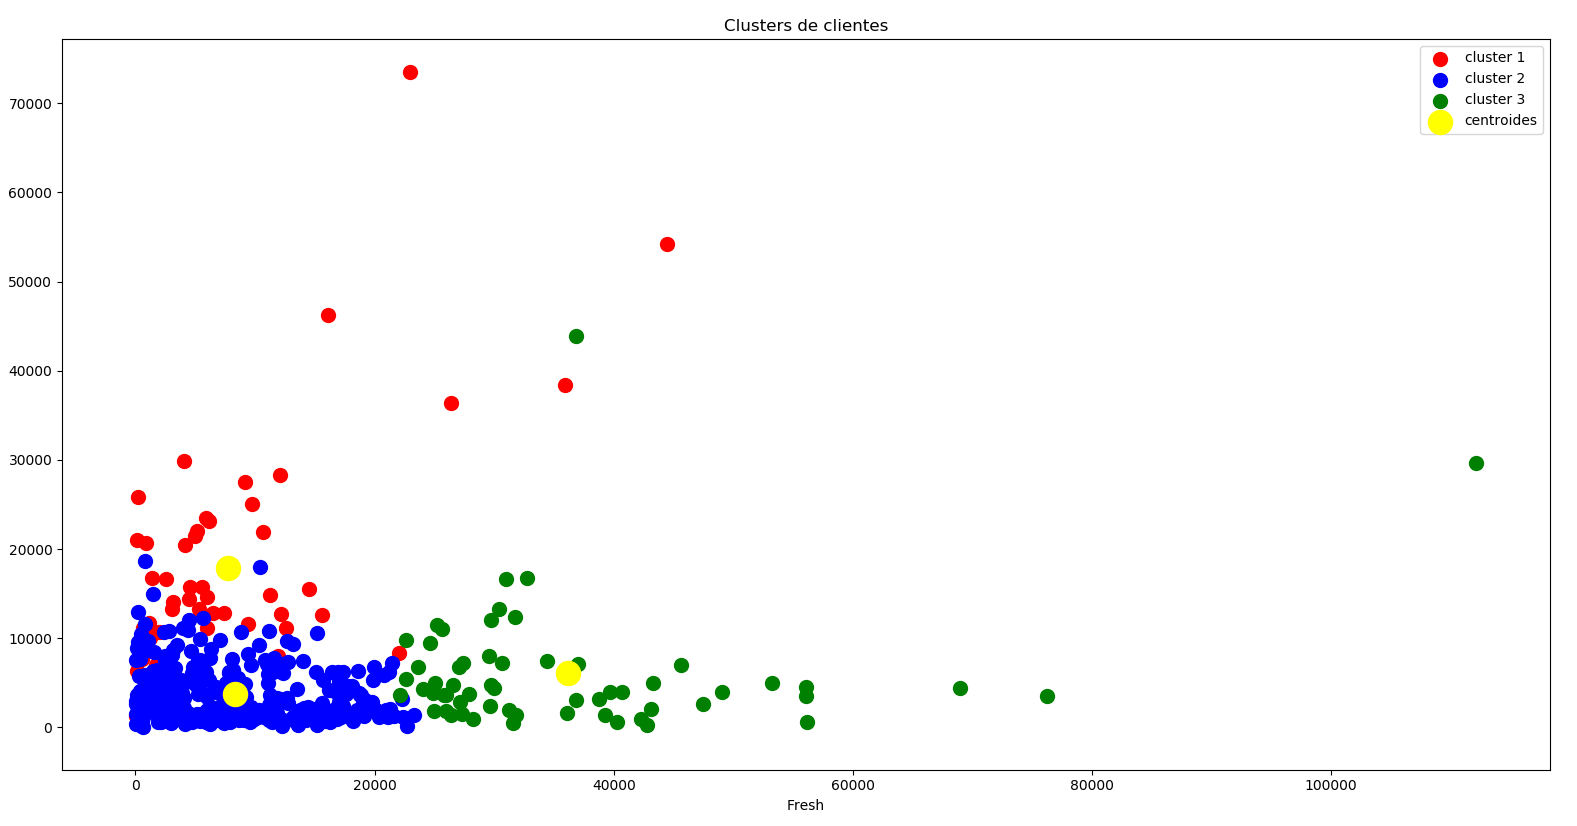 Clusters de clientes
cluster 1
cluster 2
cluster 3
centroides
70000
60000
50000
40000
30000
20000
10000
0
0 20000 40000 60000 80000 100000
Fresh